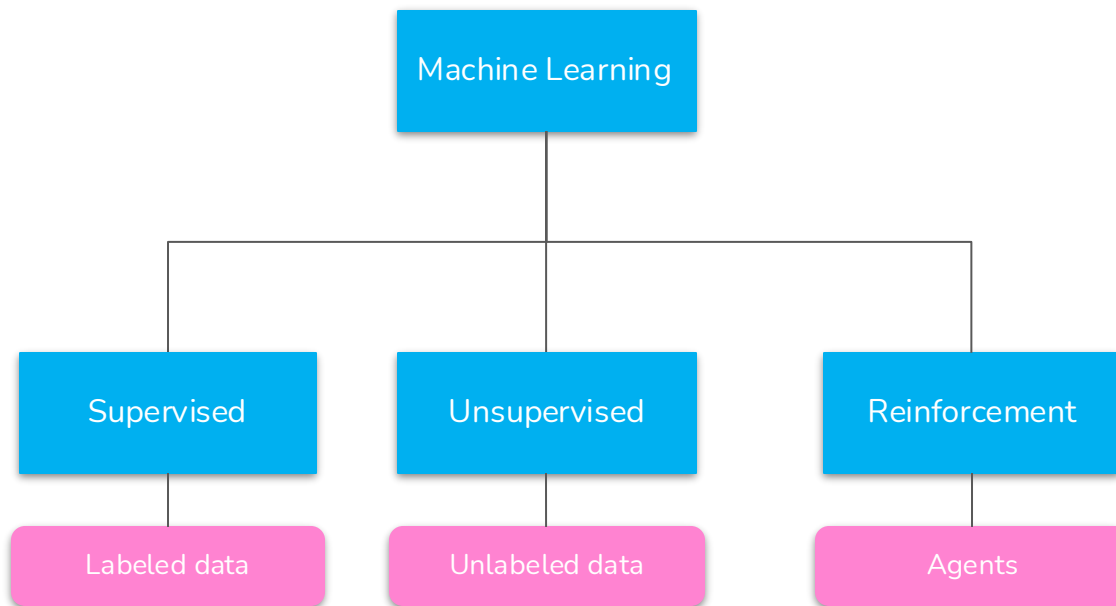 Machine Learning
Supervised
Unsupervised
Reinforcement
Labeled data
Unlabeled data
Agents